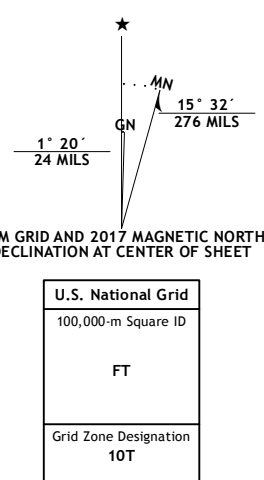 ★
MN
15° 32´
276 MILS
GN
1° 20´
24 MILS
M GRID AND 2017 MAGNETIC NORTH
DECLINATION AT CENTER OF SHEET
U.S. National Grid
100,000-m Square ID
FT
Grid Zone Designation
10T